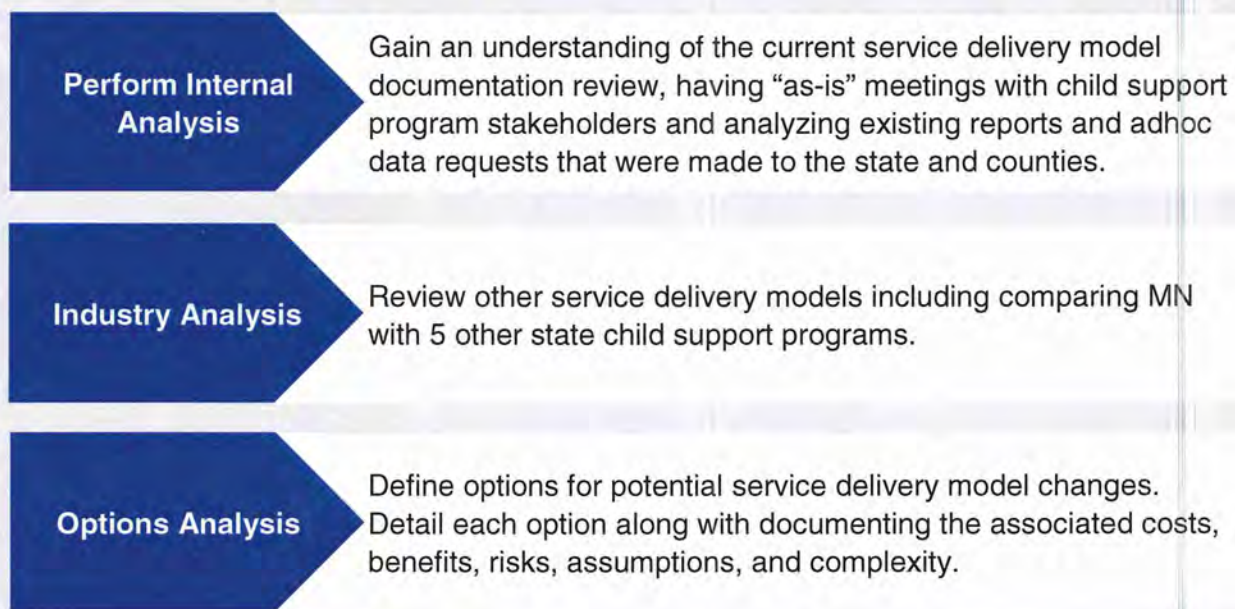 Perform Internal
Analysis
Gain an understanding of the current service delivery model
documentation review, having “as-is” meetings with child support
program stakeholders and analyzing existing reports and adhoc
data requests that were made to the state and counties.
Industry Analysis
Review other service delivery models including comparing MN
with 5 other state child support programs.
Options Analysis
Define options for potential service delivery model changes.
Detail each option along with documenting the associated costs,
benefits, risks, assumptions, and complexity.